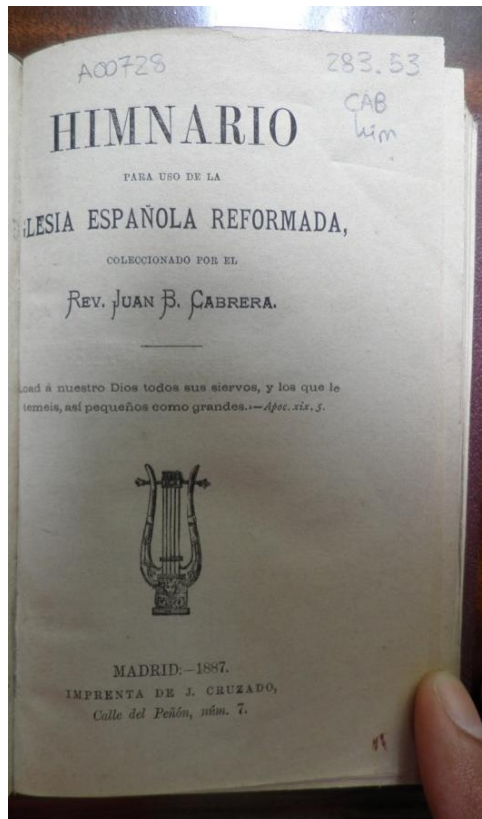 A00728
283.53
CAB
him
HIMNARIO
PARA USO DE LA
GLESIA ESPAÑOLA REFORMADA,
COLECCIONADO POR EL
REV. JUAN B. CABRERA.
oad á nuestro Dios todos sus siervos, y los que le
temeis, así pequeños como grandes.»—Apoc. xix. 5.
MADRID:—1887.
IMPRENTA DE J. CRUZADO,
Calle del Peñón, núm. 7.